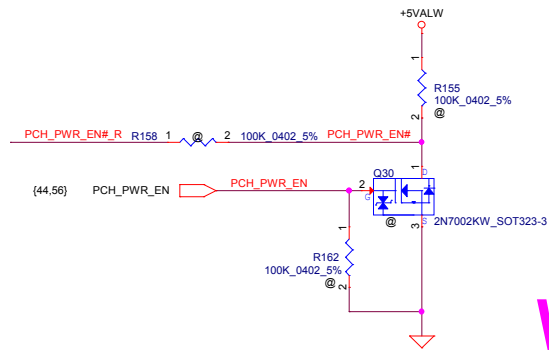 +5VALW
1
R155
100K_0402_5%
2
@
PCH_PWR_EN#_R
R158
1
@
2
100K_0402_5%
PCH_PWR_EN#
1
D
Q30
{44,56}
PCH_PWR_EN
PCH_PWR_EN
2
G
@
S
3
2N7002KW_SOT323-3
1
R162
100K_0402_5%
@
2